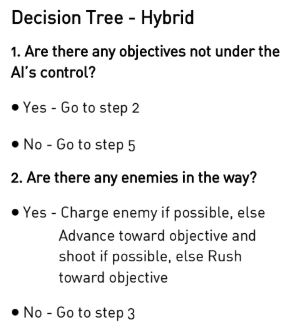 Decision Tree - Hybrid
1. Are there any objectives not under the
AI's control?
● Yes - Go to step 2
● No - Go to step 5
2. Are there any enemies in the way?
● Yes - Charge enemy if possible, else
Advance toward objective and
shoot if possible, else Rush
toward objective
● No - Go to step 3